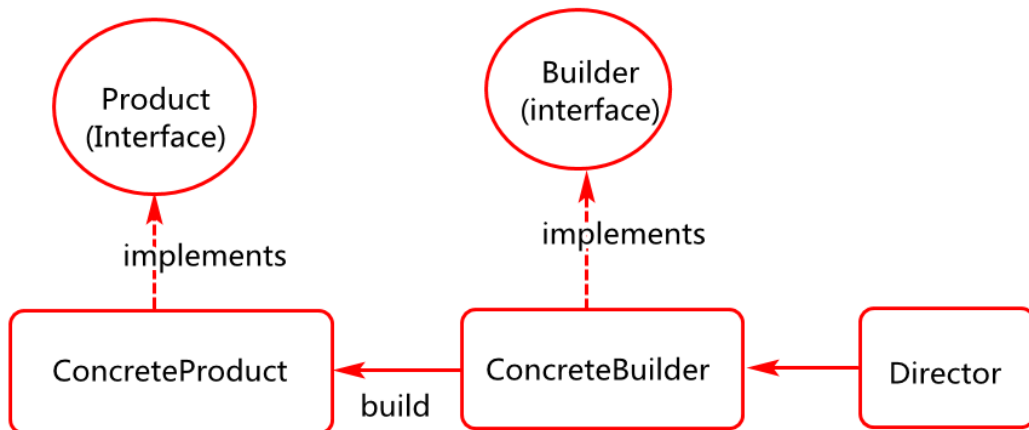 Product
(Interface)
Builder
(interface)
implements
implements
ConcreteProduct
build
ConcreteBuilder
Director